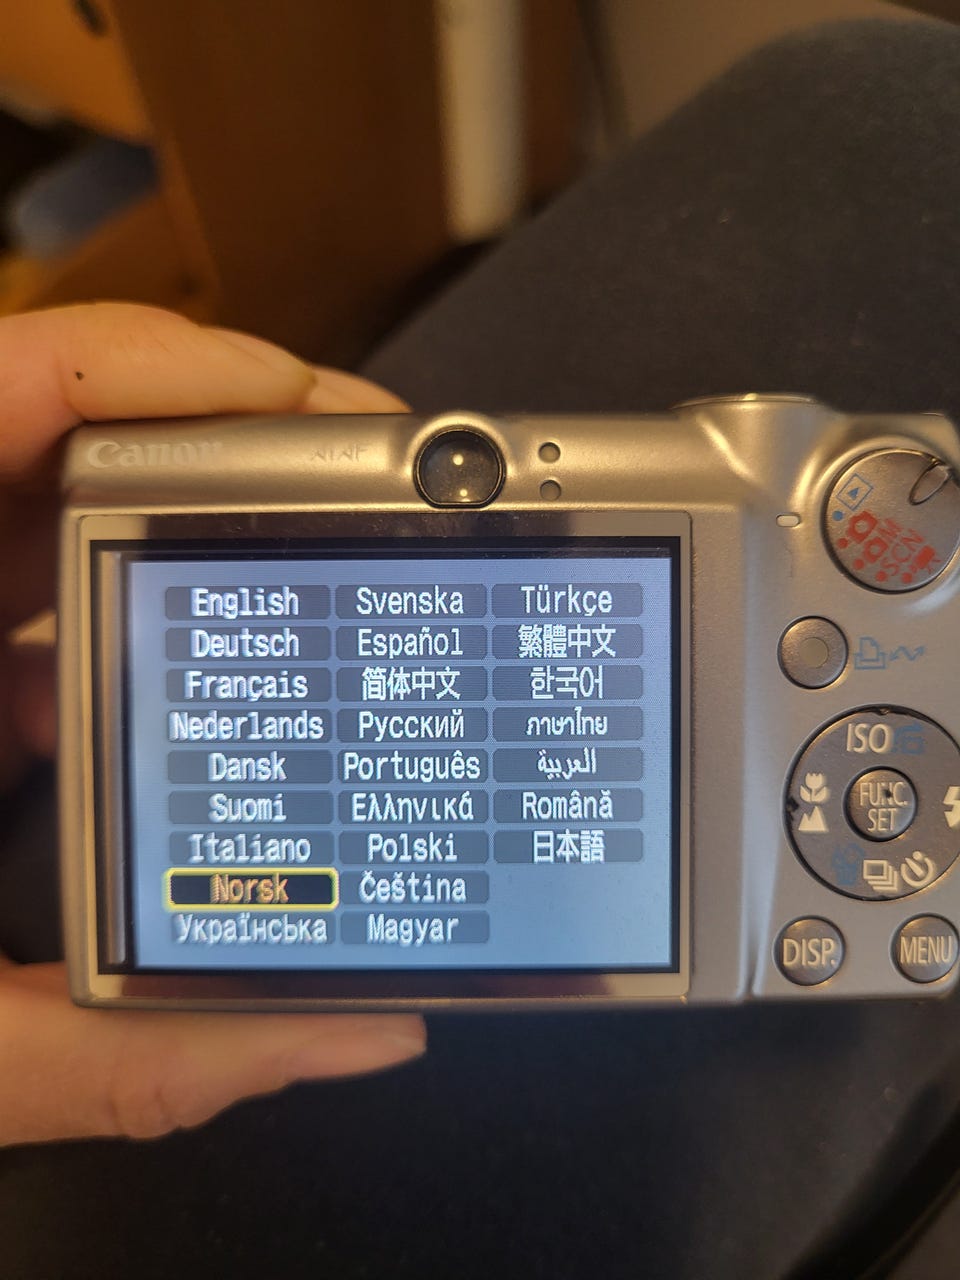 Canon
AiAF
English Svenska Türkçe
Deutsch Español 繁體中文
Français 简体中文 한국어
Nederlands Русский ภาษาไทย
Dansk Português العربية
Suomi Ελληνικά Română
Italiano Polski 日本語
Norsk Čeština
Українська Magyar
M
SCN
ISO
FUNC.
SET
DISP.
MENU